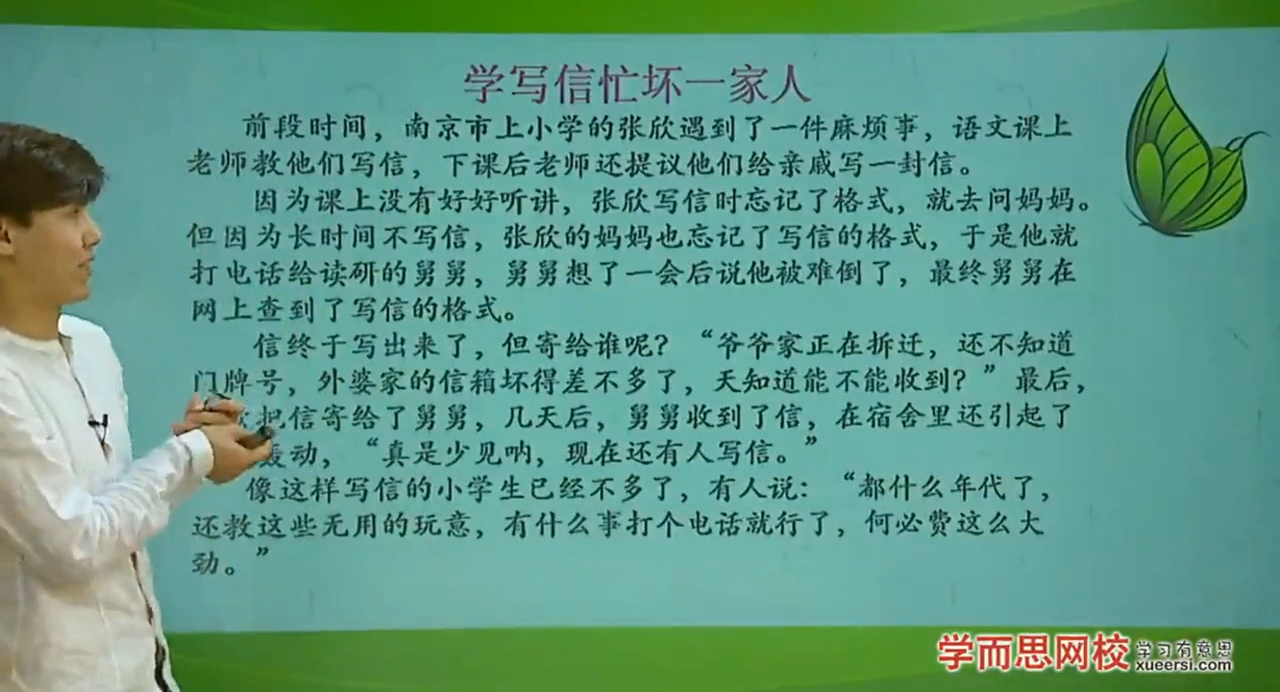 学写信忙坏一家人
前段时间，南京市上小学的张欣遇到了一件麻烦事，语文课上
老师教他们写信，下课后老师还提议他们给亲戚写一封信。
因为课上没有好好听讲，张欣写信时忘记了格式，就去问妈妈。
但因为长时间不写信，张欣的妈妈也忘记了写信的格式，于是他就
打电话给读研的舅舅，舅舅想了一会后说他被难倒了，最终舅舅在
网上查到了写信的格式。
信终于写出来了，但寄给谁呢？“爷爷家正在拆迁，还不知道
门牌号，外婆家的信箱坏得差不多了，天知道能不能收到？”最后，
把信寄给了舅舅，几天后，舅舅收到了信，在宿舍里还引起了
轰动，“真是少见呐，现在还有人写信。”
像这样写信的小学生已经不多了，有人说：“都什么年代了，
还教这些无用的玩意，有什么事打个电话就行了，何必费这么大
劲。”
学而思网校 学习有意思
xueersi.com